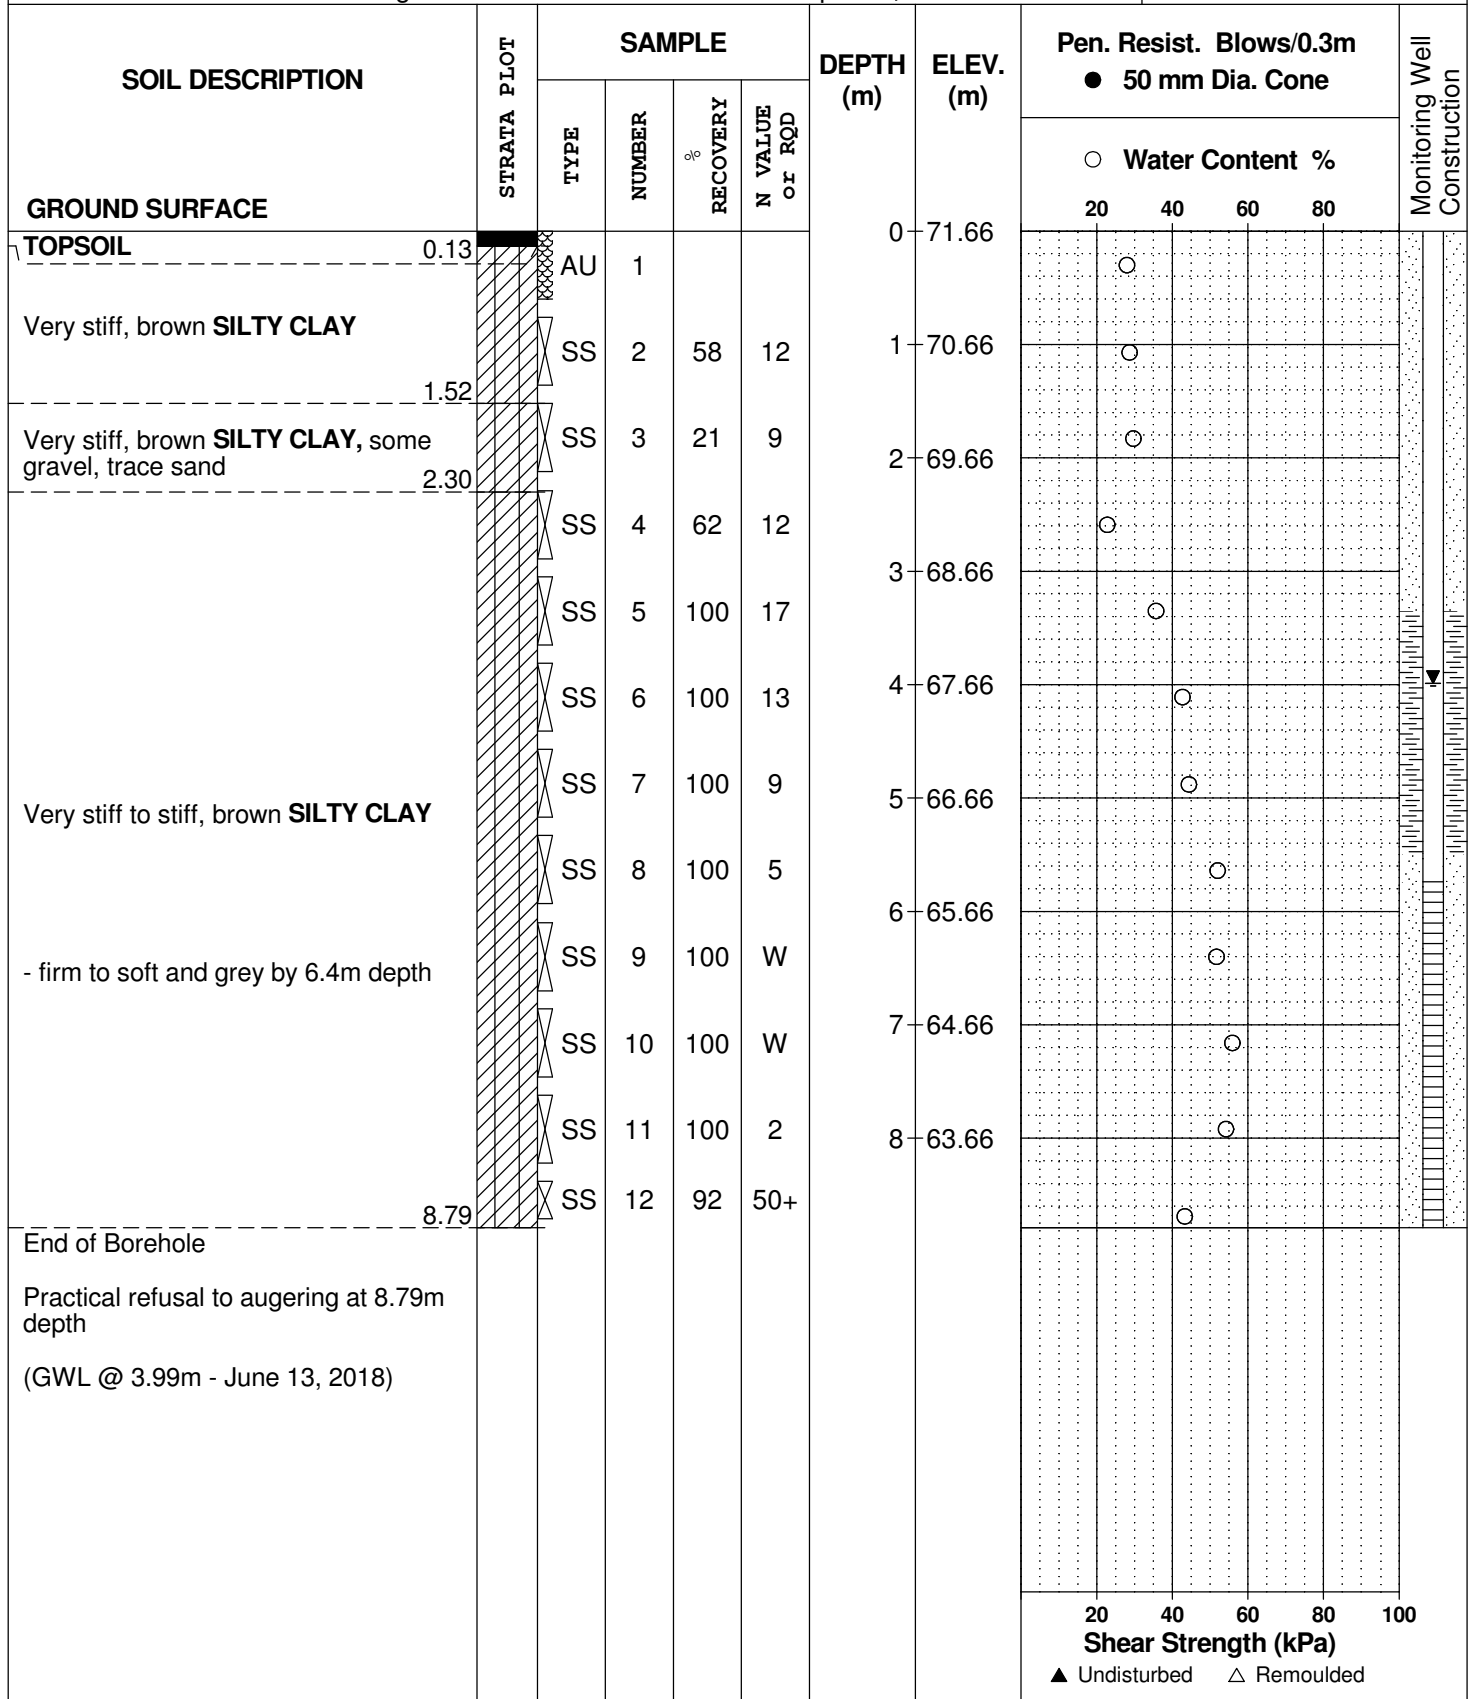 SOIL DESCRIPTION
GROUND SURFACE
STRATA PLOT
SAMPLE
TYPE
NUMBER
%
RECOVERY
N VALUE
or RQD
DEPTH
(m)
ELEV.
(m)
Pen. Resist. Blows/0.3m
● 50 mm Dia. Cone
○ Water Content %
20 40 60 80
Monitoring Well
Construction
0 71.66
TOPSOIL 0.13
AU 1
Very stiff, brown SILTY CLAY
SS 2 58 12
1 70.66
1.52
Very stiff, brown SILTY CLAY, some
gravel, trace sand
2.30
SS 3 21 9
2 69.66
SS 4 62 12
3 68.66
SS 5 100 17
SS 6 100 13
4 67.66
SS 7 100 9
5 66.66
Very stiff to stiff, brown SILTY CLAY
SS 8 100 5
6 65.66
SS 9 100 W
- firm to soft and grey by 6.4m depth
7 64.66
SS 10 100 W
SS 11 100 2
8 63.66
SS 12 92 50+
8.79
End of Borehole
Practical refusal to augering at 8.79m
depth
(GWL @ 3.99m - June 13, 2018)
20 40 60 80 100
Shear Strength (kPa)
▲ Undisturbed △ Remoulded